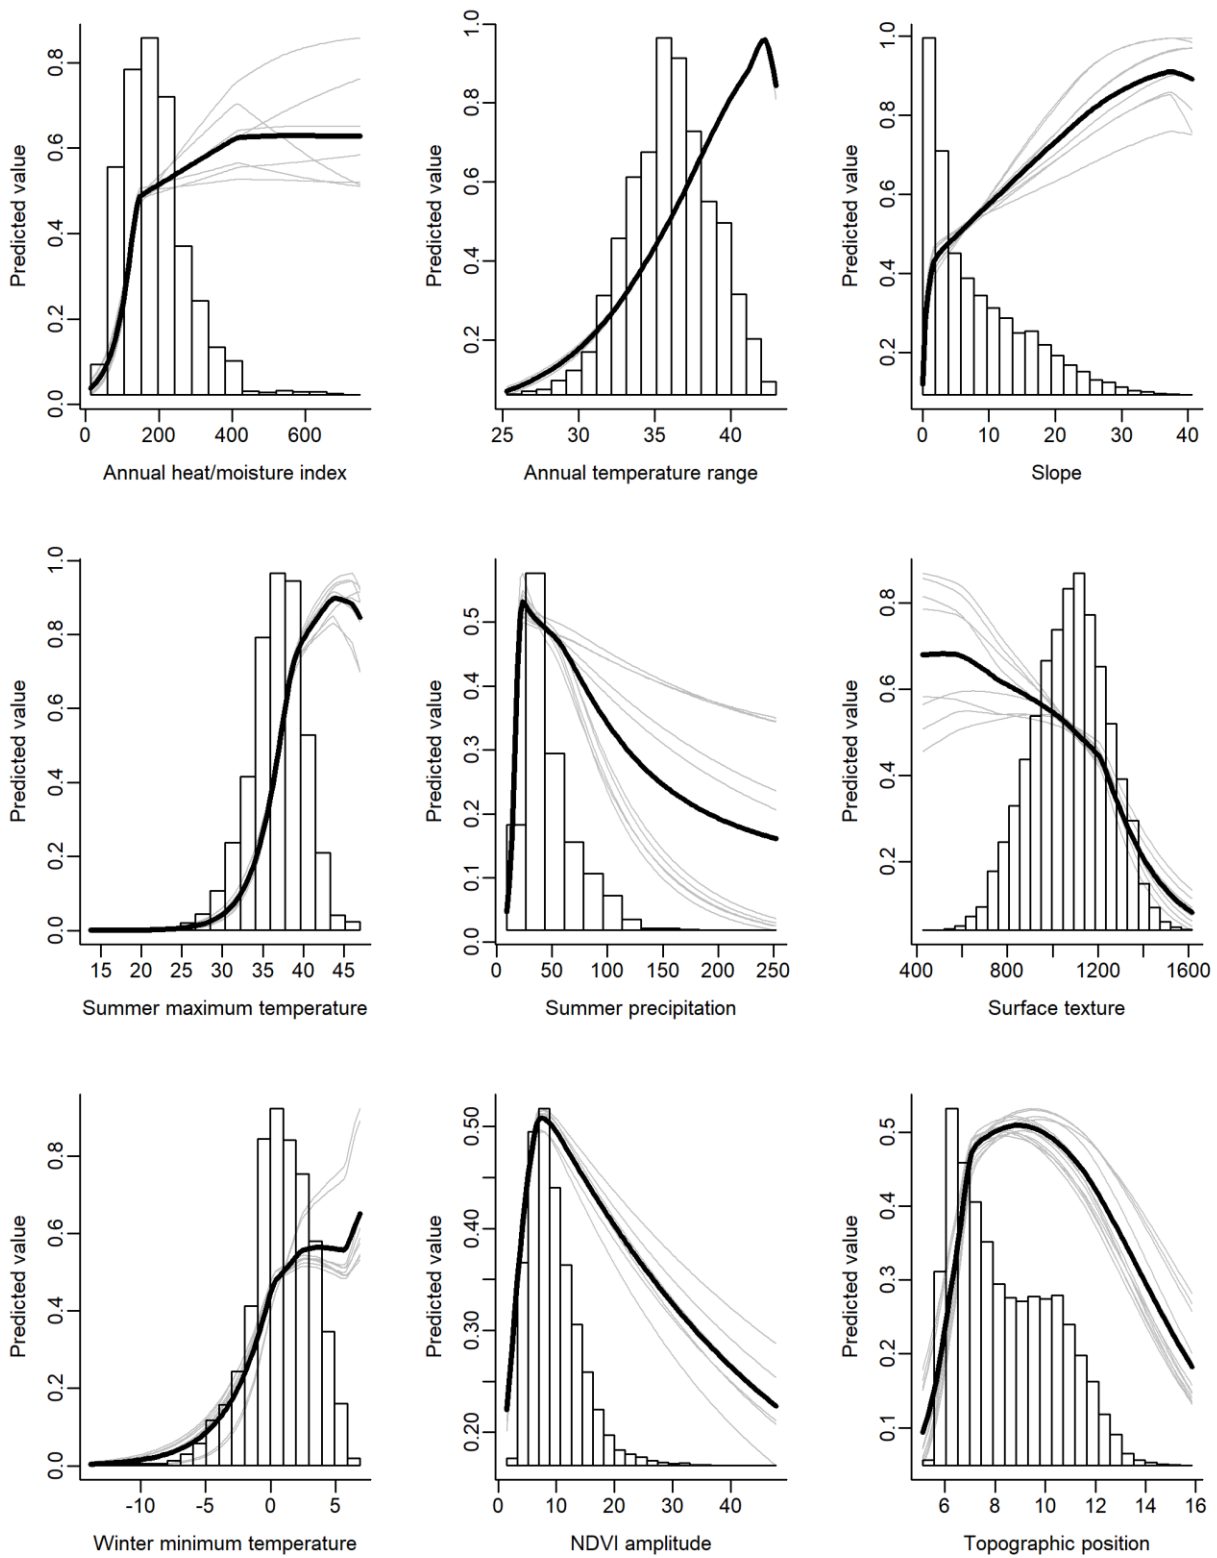 Predicted value
0.0 0.2 0.4 0.6 0.8
0 200 400 600
Annual heat/moisture index
Predicted value
0.2 0.4 0.6 0.8 1.0
25 30 35 40
Annual temperature range
Predicted value
0.2 0.4 0.6 0.8 1.0
0 10 20 30 40
Slope
Predicted value
0.0 0.2 0.4 0.6 0.8 1.0
15 20 25 30 35 40 45
Summer maximum temperature
Predicted value
0.0 0.1 0.2 0.3 0.4 0.5
0 50 100 150 200 250
Summer precipitation
Predicted value
0.2 0.4 0.6 0.8
400 800 1200 1600
Surface texture
Predicted value
0.0 0.2 0.4 0.6 0.8
-10 -5 0 5
Winter minimum temperature
Predicted value
0.20 0.30 0.40 0.50
0 10 20 30 40
NDVI amplitude
Predicted value
0.1 0.2 0.3 0.4 0.5
6 8 10 12 14 16
Topographic position